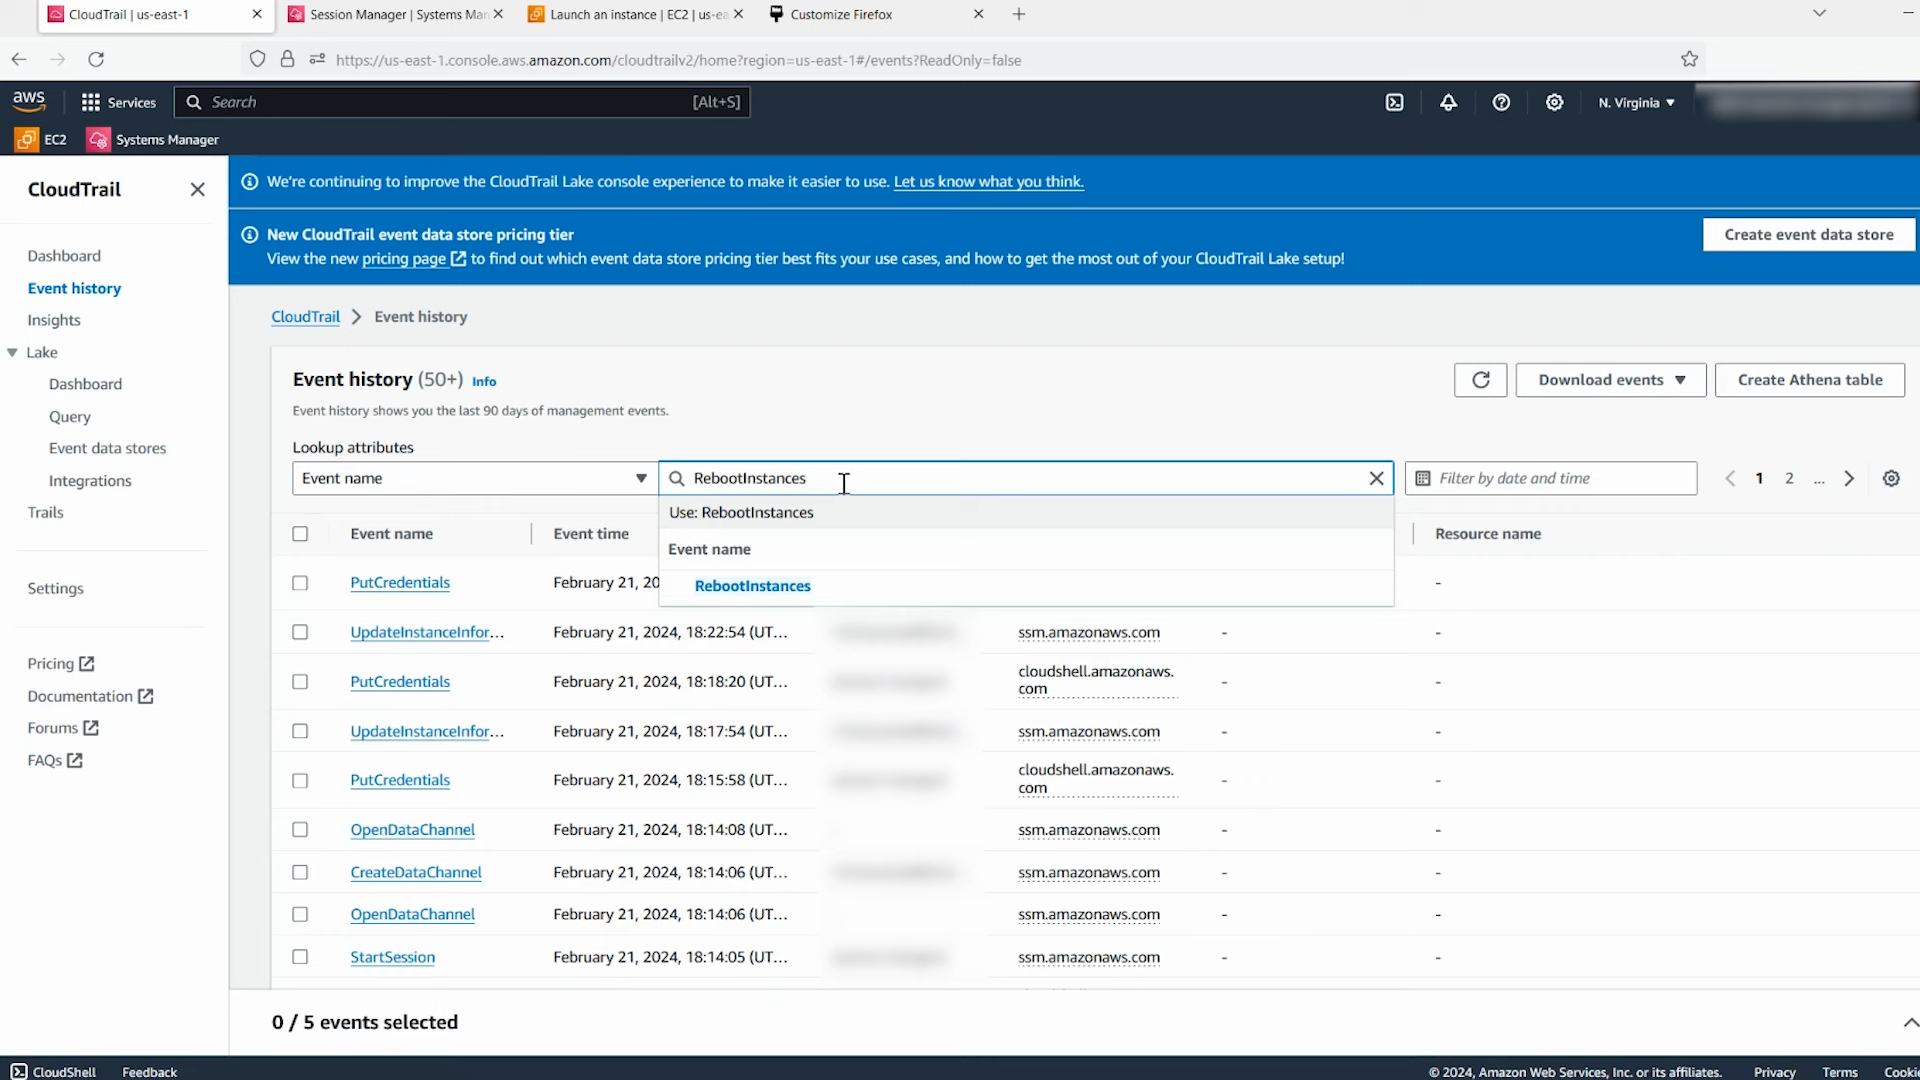 CloudTrail | us-east-1
Session Manager | Systems Man
Launch an instance | EC2 | us-ea
Customize Firefox
https://us-east-1.console.aws.amazon.com/cloudtrailv2/home?region=us-east-1#/events?ReadOnly=false
aws
Services
Search
[Alt+S]
N. Virginia
EC2
Systems Manager
CloudTrail
We're continuing to improve the CloudTrail Lake console experience to make it easier to use. Let us know what you think.
New CloudTrail event data store pricing tier
View the new pricing page to find out which event data store pricing tier best fits your use cases, and how to get the most out of your CloudTrail Lake setup!
Create event data store
Dashboard
Event history
Insights
Lake
Dashboard
Query
Event data stores
Integrations
Trails
Settings
Pricing
Documentation
Forums
FAQs
CloudTrail > Event history
Event history (50+) Info
Event history shows you the last 90 days of management events.
Download events
Create Athena table
Lookup attributes
Event name
RebootInstances
Filter by date and time
1 2 ...
Use: RebootInstances
Event name
RebootInstances
Event name Event time Resource name
PutCredentials February 21, 20 -
UpdateInstanceInfor... February 21, 2024, 18:22:54 (UT... ssm.amazonaws.com - -
PutCredentials February 21, 2024, 18:18:20 (UT... cloudshell.amazonaws.
com - -
UpdateInstanceInfor... February 21, 2024, 18:17:54 (UT... ssm.amazonaws.com - -
PutCredentials February 21, 2024, 18:15:58 (UT... cloudshell.amazonaws.
com - -
OpenDataChannel February 21, 2024, 18:14:08 (UT... ssm.amazonaws.com - -
CreateDataChannel February 21, 2024, 18:14:06 (UT... ssm.amazonaws.com - -
OpenDataChannel February 21, 2024, 18:14:06 (UT... ssm.amazonaws.com - -
StartSession February 21, 2024, 18:14:05 (UT... ssm.amazonaws.com - -
0 / 5 events selected
CloudShell
Feedback
© 2024, Amazon Web Services, Inc. or its affiliates.
Privacy
Terms
Cookie